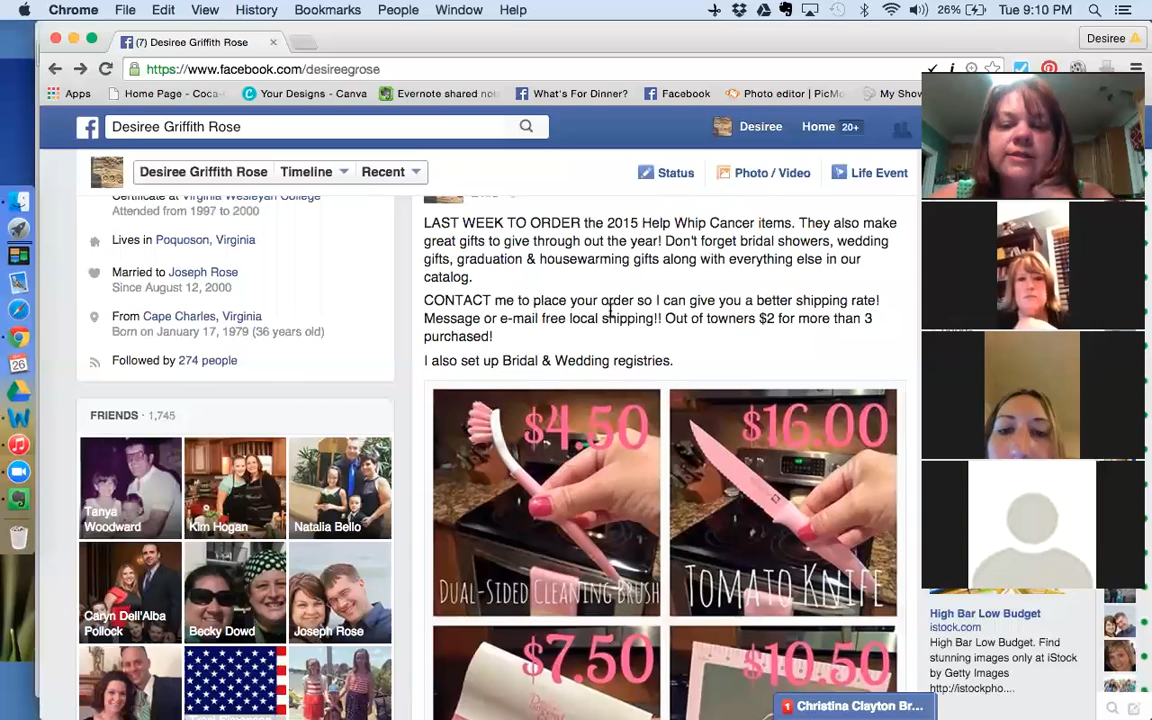 Chrome File Edit View History Bookmarks People Window Help 26% Tue 9:10 PM
(7) Desiree Griffith Rose
Desiree
https://www.facebook.com/desireegrose
Apps Home Page - Coca-C Your Designs - Canva Evernote shared no What's For Dinner? Facebook Photo editor | PicMo My Show
Desiree Griffith Rose
Desiree Home 20+
Desiree Griffith Rose Timeline Recent
Status Photo / Video Life Event
Certificate at Virginia Wesleyan College
Attended from 1997 to 2000
Lives in Poquoson, Virginia
Married to Joseph Rose
Since August 12, 2000
From Cape Charles, Virginia
Born on January 17, 1979 (36 years old)
Followed by 274 people
FRIENDS · 1,745
Tanya
Woodward
Kim Hogan
Natalia Bello
Caryn Dell'Alba
Pollock
Becky Dowd
Joseph Rose
LAST WEEK TO ORDER the 2015 Help Whip Cancer items. They also make
great gifts to give through out the year! Don't forget bridal showers, wedding
gifts, graduation & housewarming gifts along with everything else in our
catalog.
CONTACT me to place your order so I can give you a better shipping rate!
Message or e-mail free local shipping!! Out of towners $2 for more than 3
purchased!
I also set up Bridal & Wedding registries.
$4.50
DUAL-SIDED CLEANING BRUSH
$16.00
TOMATO KNIFE
$7.50
$10.50
High Bar Low Budget
istock.com
High Bar Low Budget. Find
stunning images only at iStock
by Getty Images
http://istockpho....
1 Christina Clayton Br...
26